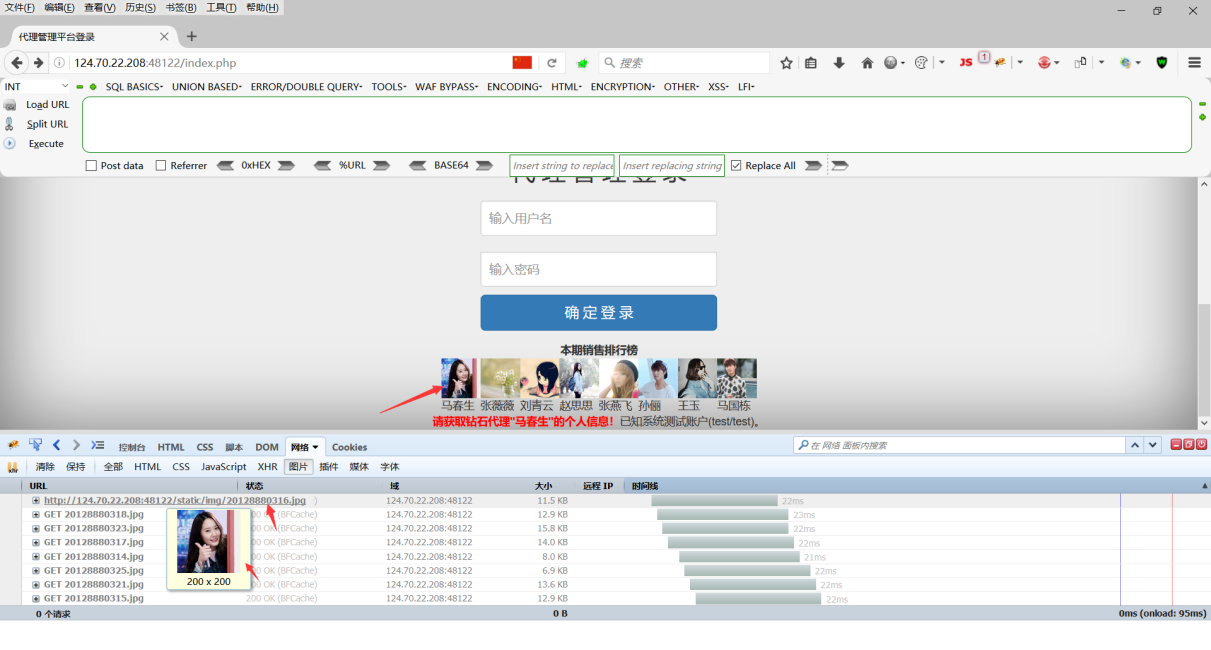 文件(F) 编辑(E) 查看(V) 历史(S) 书签(B) 工具(T) 帮助(H)
代理管理平台登录
124.70.22.208:48122/index.php
搜索
JS 1
INT SQL BASICS UNION BASED ERROR/DOUBLE QUERY TOOLS WAF BYPASS ENCODING HTML ENCRYPTION OTHER XSS LFI
Load URL
Split URL
Execute
Post data Referrer 0xHEX %URL BASE64 Insert string to replace Insert replacing string Replace All
代理管理登录
输入用户名
输入密码
确定登录
本期销售排行榜
马春生 张薇薇 刘青云 赵思思 张燕飞 孙俪 王玉 马国栋
请获取钻石代理"马春生"的个人信息! 已知系统测试账户(test/test)。
控制台 HTML CSS 脚本 DOM 网络 Cookies 在 网络 面板内搜索
清除 保持 全部 HTML CSS JavaScript XHR 图片 插件 媒体 字体
URL 状态 域 大小 远程 IP 时间线
http://124.70.22.208:48122/static/img/20128880316.jpg 124.70.22.208:48122 11.5 KB 22ms
GET 20128880318.jpg 200 OK (BFCache) 124.70.22.208:48122 12.9 KB 23ms
GET 20128880323.jpg 200 OK (BFCache) 124.70.22.208:48122 15.8 KB 22ms
GET 20128880317.jpg 200 OK (BFCache) 124.70.22.208:48122 14.0 KB 22ms
GET 20128880314.jpg 200 OK (BFCache) 124.70.22.208:48122 8.0 KB 21ms
GET 20128880325.jpg 200 OK (BFCache) 124.70.22.208:48122 6.9 KB 22ms
GET 20128880321.jpg 200 OK (BFCache) 124.70.22.208:48122 13.6 KB 22ms
GET 20128880315.jpg 200 OK (BFCache) 124.70.22.208:48122 12.9 KB 22ms
200 x 200
0 个请求 0 B 0ms (onload: 95ms)